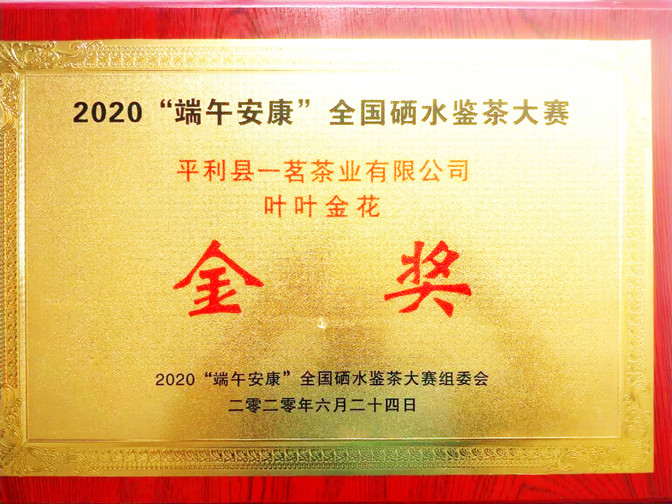 2020“端午安康”全国硒水鉴茶大赛
平利县一茗茶业有限公司
叶叶金花
金奖
2020“端午安康”全国硒水鉴茶大赛组委会
二零二零年六月二十四日